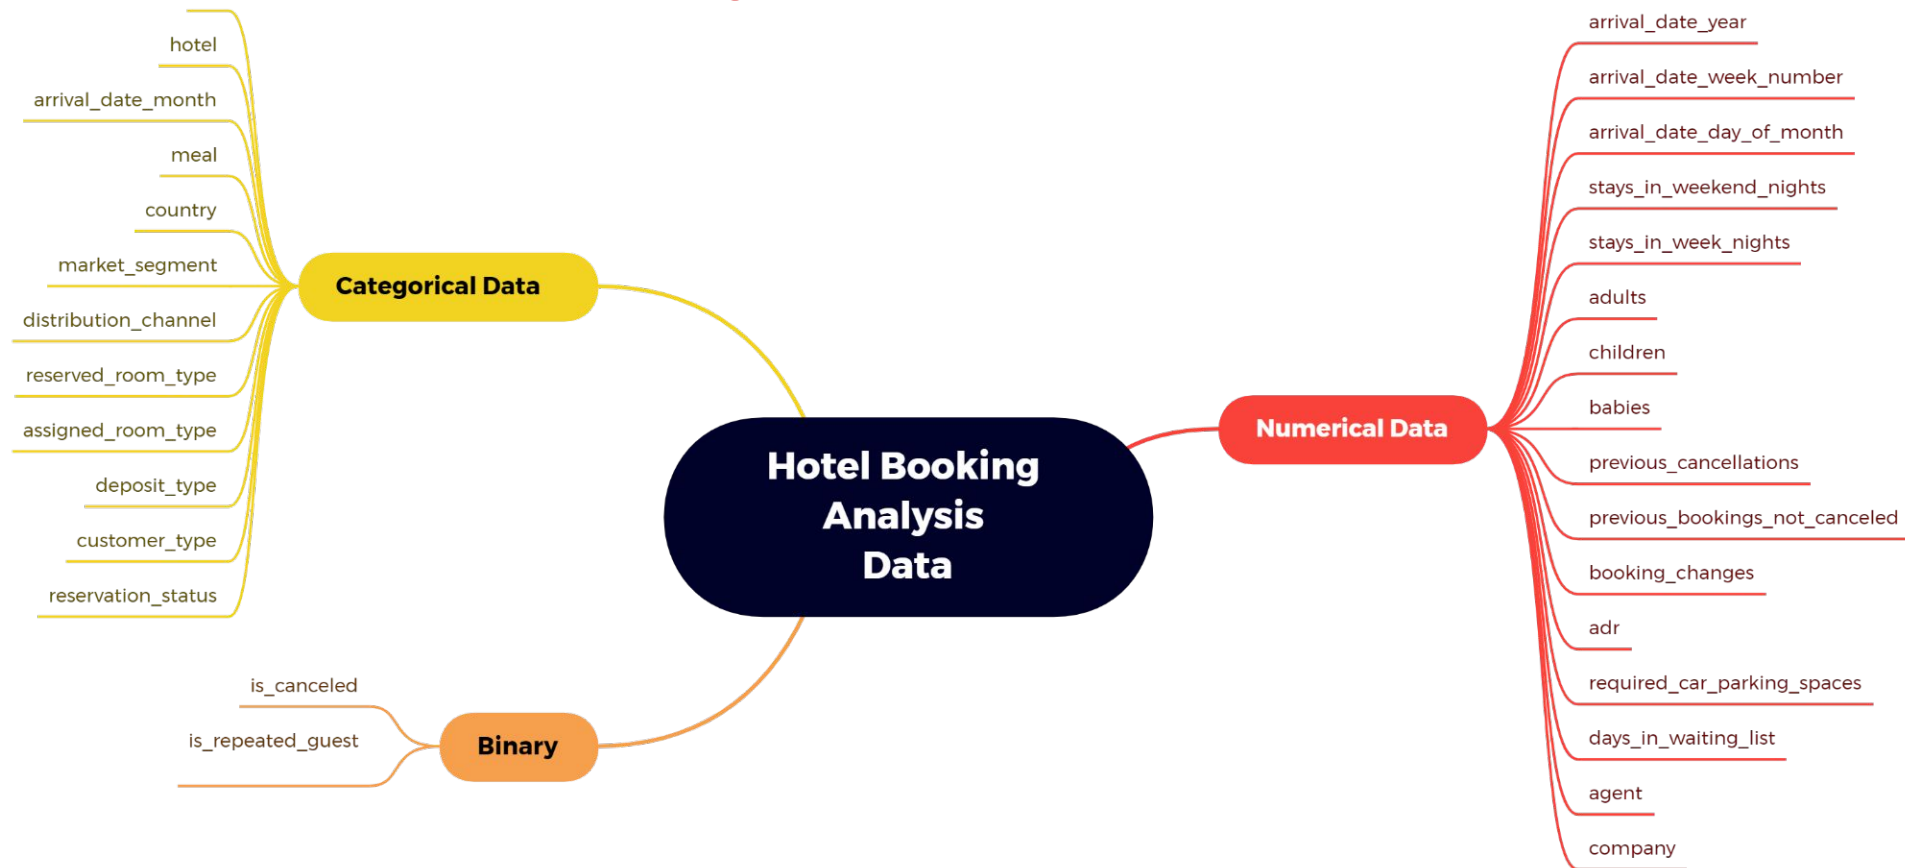 hotel
arrival_date_month
meal
country
market_segment
distribution_channel
reserved_room_type
assigned_room_type
deposit_type
customer_type
reservation_status
Categorical Data
is_canceled
is_repeated_guest
Binary
Hotel Booking
Analysis
Data
Numerical Data
arrival_date_year
arrival_date_week_number
arrival_date_day_of_month
stays_in_weekend_nights
stays_in_week_nights
adults
children
babies
previous_cancellations
previous_bookings_not_canceled
booking_changes
adr
required_car_parking_spaces
days_in_waiting_list
agent
company